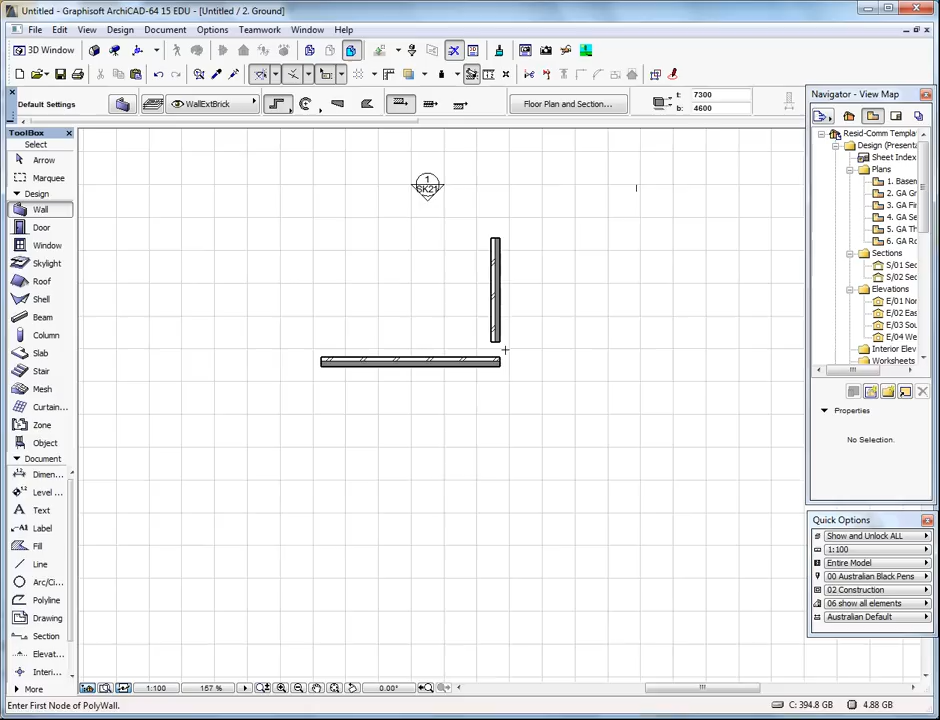 Untitled - Graphisoft ArchiCAD-64 15 EDU - [Untitled / 2. Ground]
File Edit View Design Document Options Teamwork Window Help
3D Window
Default Settings
WallExtBrick
Floor Plan and Section...
t: 7300
b: 4600
ToolBox
Select
Arrow
Marquee
Design
Wall
Door
Window
Skylight
Roof
Shell
Beam
Column
Slab
Stair
Mesh
Curtain...
Zone
Object
Document
Dimen...
Level ...
Text
Label
Fill
Line
Arc/Ci...
Polyline
Drawing
Section
Elevat...
Interi...
More
1
SK21
Navigator - View Map
Resid-Comm Templa
Design (Presenta
Sheet Index
Plans
1. Basem
2. GA Gr
3. GA Fir
4. GA Se
5. GA Th
6. GA Ro
Sections
S/01 Sec
S/02 Sec
Elevations
E/01 Nor
E/02 Eas
E/03 Sou
E/04 We
Interior Elev
Worksheets
Properties
No Selection.
Quick Options
Show and Unlock ALL
1:100
Entire Model
00 Australian Black Pens
02 Construction
06 show all elements
Australian Default
1:100
157 %
0.00°
Enter First Node of PolyWall.
C: 394.8 GB
4.88 GB